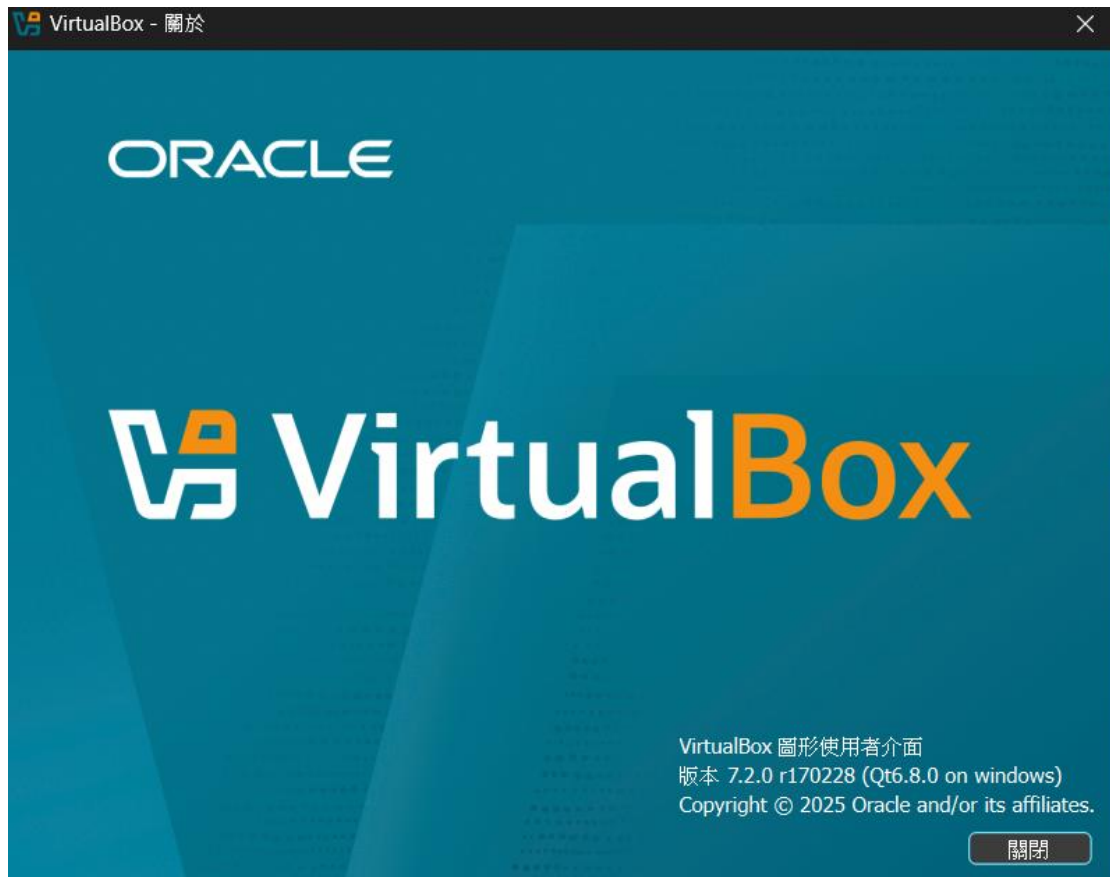 VirtualBox - 關於
ORACLE
VirtualBox
VirtualBox 圖形使用者介面
版本 7.2.0 r170228 (Qt6.8.0 on windows)
Copyright © 2025 Oracle and/or its affiliates.
關閉